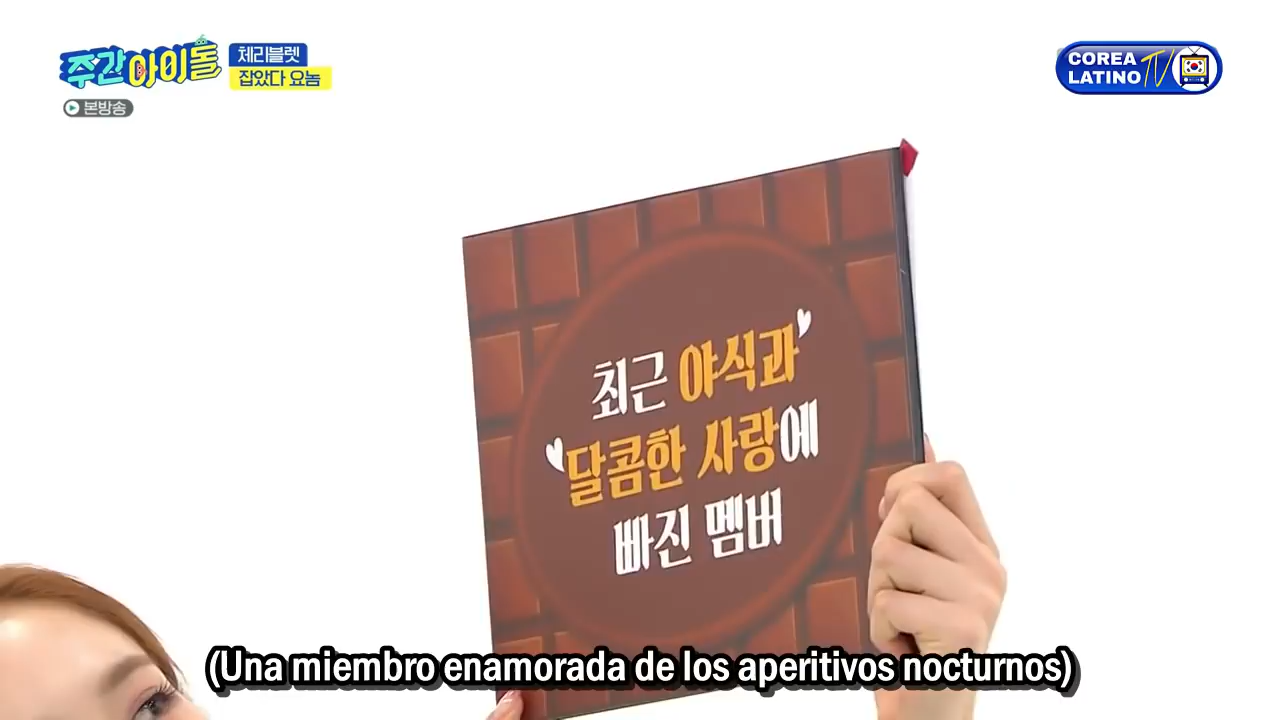 주간아이돌
체리블렛
잡았다 요놈
본방송
COREA
LATINO TV
최근 야식과
달콤한 사랑에
빠진 멤버
(Una miembro enamorada de los aperitivos nocturnos)